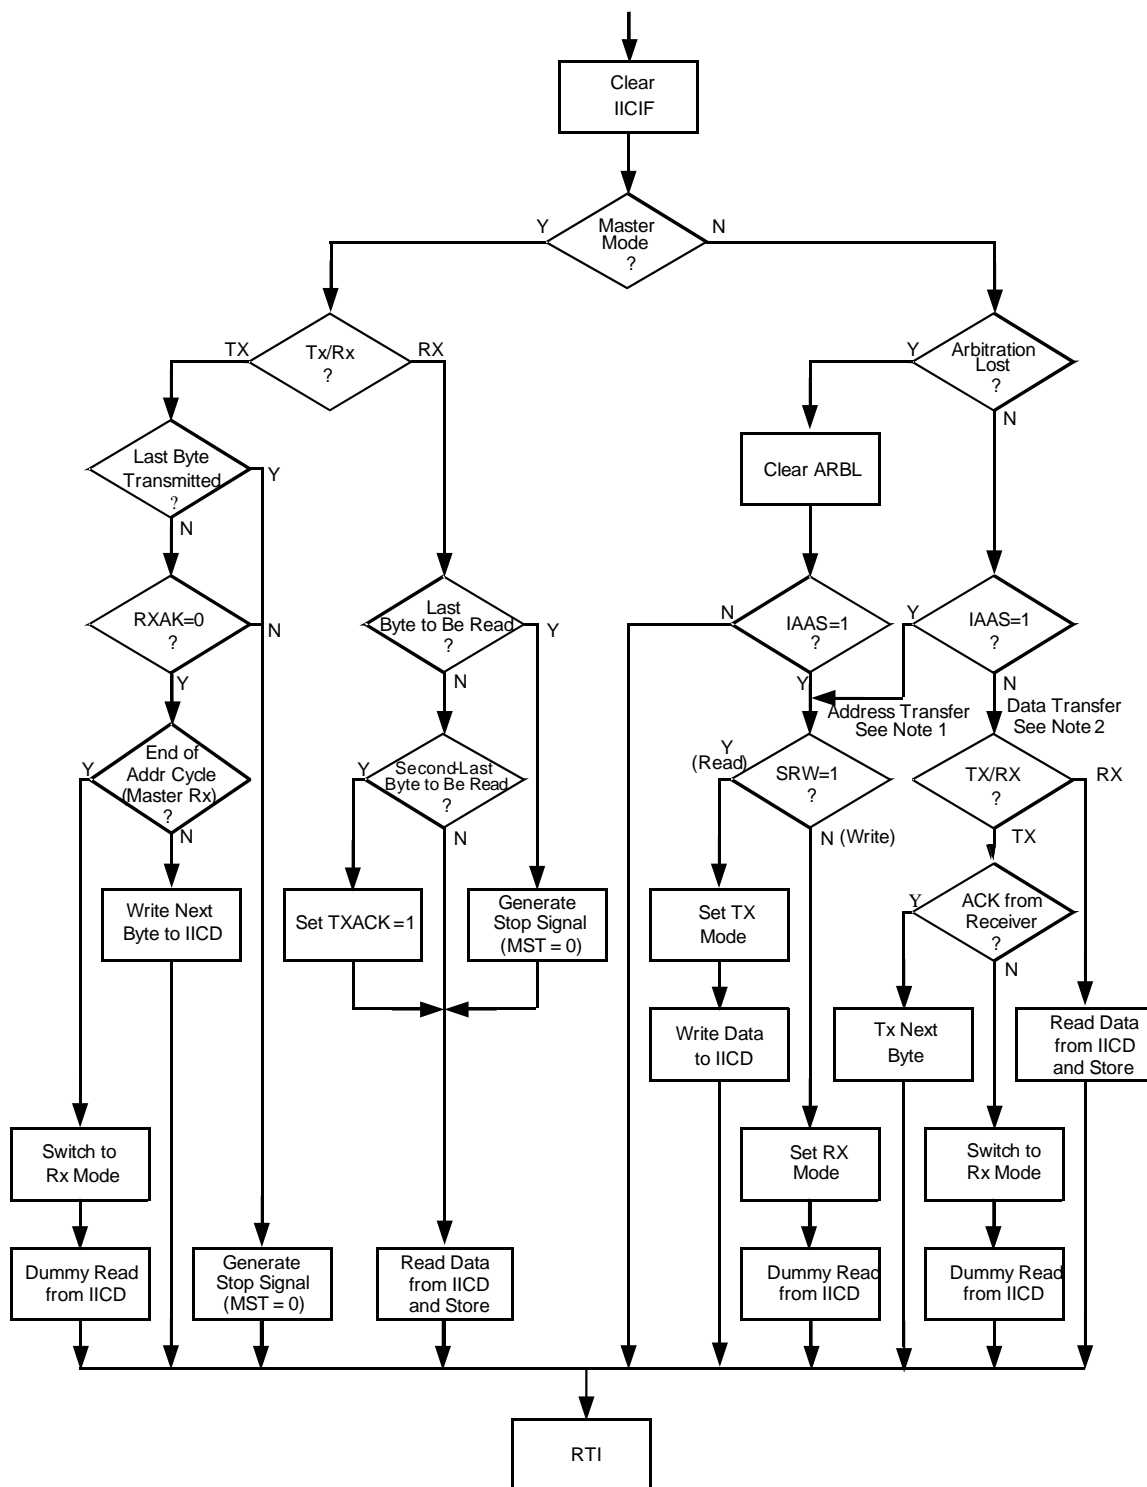 Clear
IICIF
Y
Master
Mode
?
N
TX
Tx/Rx
?
RX
Y
Arbitration
Lost
?
N
Last Byte
Transmitted
?
Y
N
Clear ARBL
RXAK=0
?
N
Y
Last
Byte to Be Read
?
Y
N
N
IAAS=1
?
Y
Y
IAAS=1
?
N
Address Transfer
See Note 1
Data Transfer
See Note 2
Y
End of
Addr Cycle
(Master Rx)
?
N
Y
Second-Last
Byte to Be Read
?
N
Y
(Read)
SRW=1
?
N (Write)
TX/RX
?
RX
TX
Write Next
Byte to IICD
Set TXACK =1
Generate
Stop Signal
(MST = 0)
Set TX
Mode
Y
ACK from
Receiver
?
N
Write Data
to IICD
Tx Next
Byte
Read Data
from IICD
and Store
Switch to
Rx Mode
Set RX
Mode
Switch to
Rx Mode
Dummy Read
from IICD
Generate
Stop Signal
(MST = 0)
Read Data
from IICD
and Store
Dummy Read
from IICD
Dummy Read
from IICD
RTI